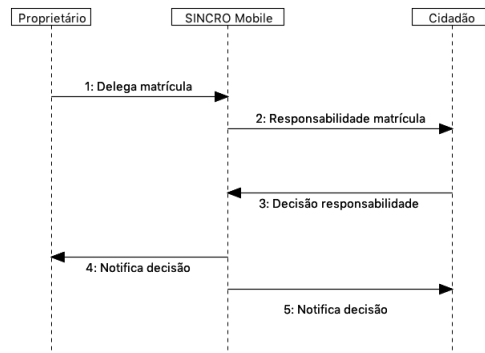 Proprietário
SINCRO Mobile
Cidadão
1: Delega matrícula
2: Responsabilidade matrícula
3: Decisão responsabilidade
4: Notifica decisão
5: Notifica decisão